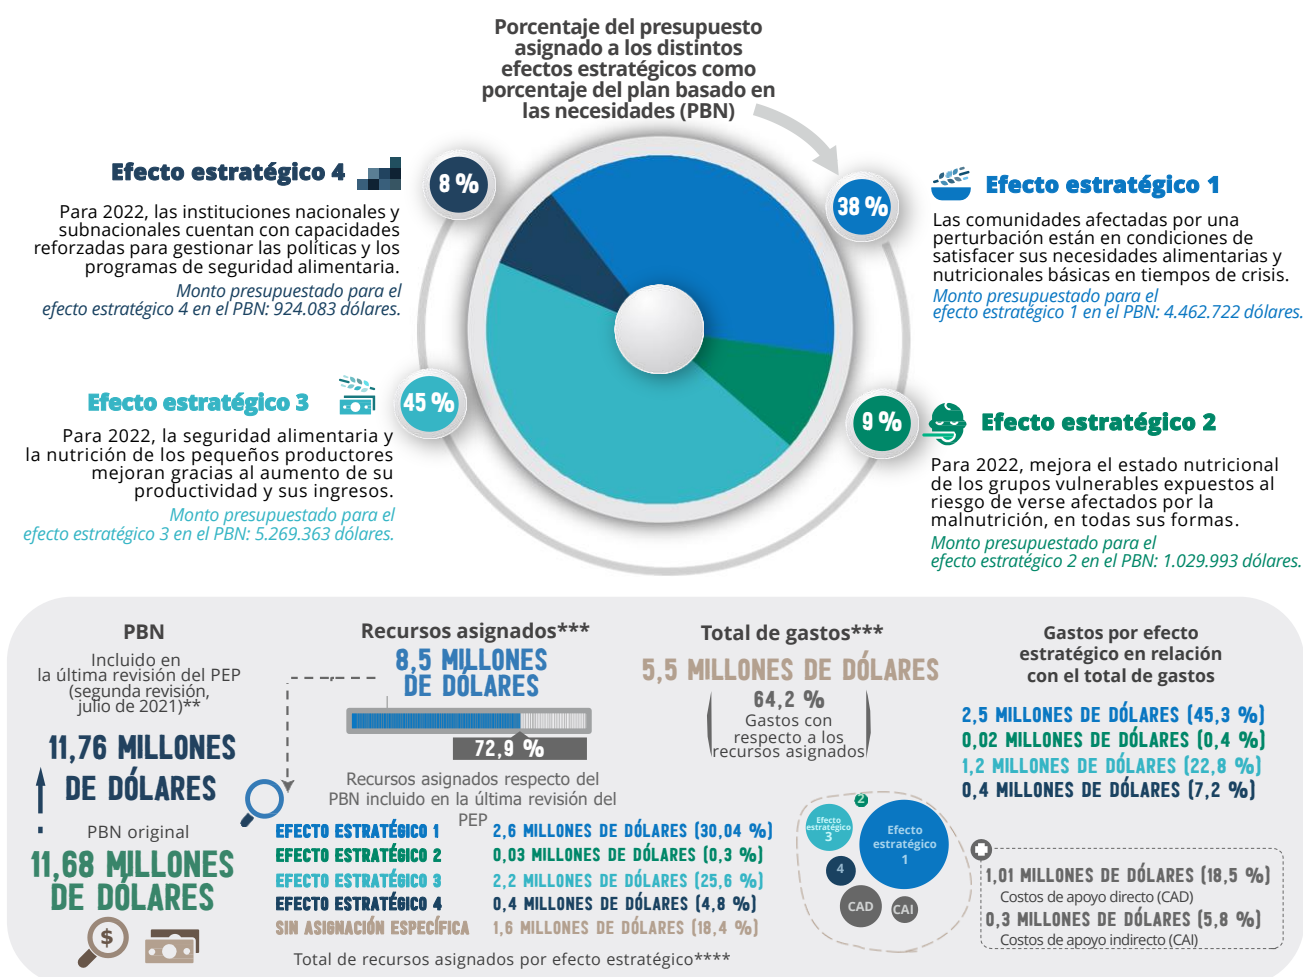 Porcentaje del presupuesto
asignado a los distintos
efectos estratégicos como
porcentaje del plan basado en
las necesidades (PBN)
Efecto estratégico 4
8 %
Para 2022, las instituciones nacionales y
subnacionales cuentan con capacidades
reforzadas para gestionar las políticas y los
programas de seguridad alimentaria.
Monto presupuestado para el
efecto estratégico 4 en el PBN: 924.083 dólares.
38 %
Efecto estratégico 1
Las comunidades afectadas por una
perturbación están en condiciones de
satisfacer sus necesidades alimentarias y
nutricionales básicas en tiempos de crisis.
Monto presupuestado para el
efecto estratégico 1 en el PBN: 4.462.722 dólares.
Efecto estratégico 3
45 %
Para 2022, la seguridad alimentaria y
la nutrición de los pequeños productores
mejoran gracias al aumento de su
productividad y sus ingresos.
Monto presupuestado para el
efecto estratégico 3 en el PBN: 5.269.363 dólares.
9 %
Efecto estratégico 2
Para 2022, mejora el estado nutricional
de los grupos vulnerables expuestos al
riesgo de verse afectados por la
malnutrición, en todas sus formas.
Monto presupuestado para el
efecto estratégico 2 en el PBN: 1.029.993 dólares.
PBN
Incluido en
la última revisión del PEP
(segunda revisión,
julio de 2021)**
11,76 MILLONES
DE DÓLARES
PBN original
11,68 MILLONES
DE DÓLARES
$
Recursos asignados***
8,5 MILLONES
DE DÓLARES
72,9 %
Recursos asignados respecto del
PBN incluido en la última revisión del
PEP
EFECTO ESTRATÉGICO 1 2,6 MILLONES DE DÓLARES (30,04 %)
EFECTO ESTRATÉGICO 2 0,03 MILLONES DE DÓLARES (0,3 %)
EFECTO ESTRATÉGICO 3 2,2 MILLONES DE DÓLARES (25,6 %)
EFECTO ESTRATÉGICO 4 0,4 MILLONES DE DÓLARES (4,8 %)
SIN ASIGNACIÓN ESPECÍFICA 1,6 MILLONES DE DÓLARES (18,4 %)
Total de recursos asignados por efecto estratégico****
Total de gastos***
5,5 MILLONES DE DÓLARES
64,2 %
Gastos con
respecto a los
recursos asignados
Gastos por efecto
estratégico en relación
con el total de gastos
2,5 MILLONES DE DÓLARES (45,3 %)
0,02 MILLONES DE DÓLARES (0,4 %)
1,2 MILLONES DE DÓLARES (22,8 %)
0,4 MILLONES DE DÓLARES (7,2 %)
2
Efecto
estratégico
3
Efecto
estratégico
1
4
CAD
CAI
1,01 MILLONES DE DÓLARES (18,5 %)
Costos de apoyo directo (CAD)
0,3 MILLONES DE DÓLARES (5,8 %)
Costos de apoyo indirecto (CAI)